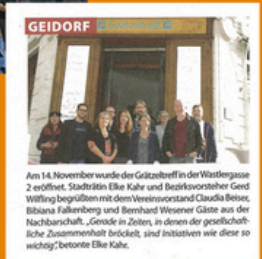 GEIDORF
Am 14. November wurde der Grätzeltreff in der Wastlergasse
2 eröffnet. Stadträtin Elke Kahr und Bezirksvorsteher Gerd
Wilfling begrüßten mit dem Vereinsvorstand Claudia Beiser,
Bibiana Falkenberg und Bernhard Wesener Gäste aus der
Nachbarschaft. „Gerade in Zeiten, in denen der gesellschaft-
liche Zusammenhalt bröckelt, sind Initiativen wie diese so
wichtig“, betonte Elke Kahr.